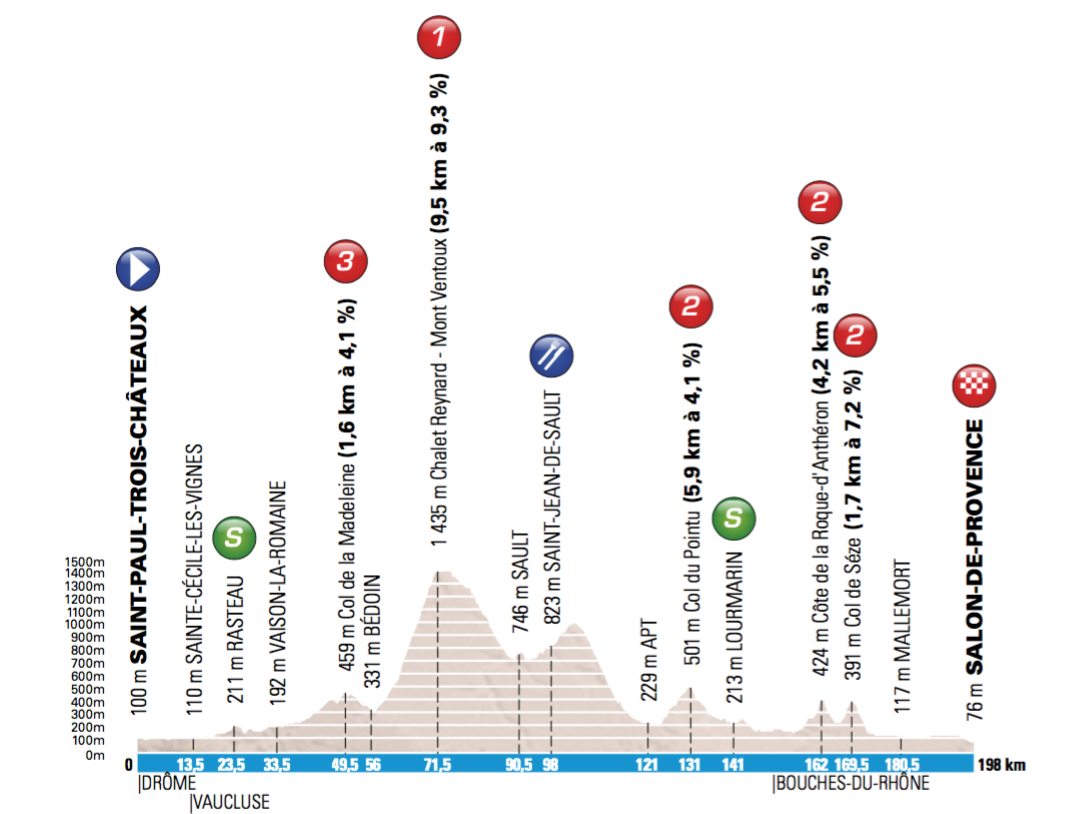 1
1 435 m Chalet Reynard - Mont Ventoux (9,5 km à 9,3 %)
2
424 m Côte de la Roque-d'Anthéron (4,2 km à 5,5 %)
3
459 m Col de la Madeleine (1,6 km à 4,1 %)
2
501 m Col du Pointu (5,9 km à 4,1 %)
2
391 m Col de Séze (1,7 km à 7,2 %)
100 m SAINT-PAUL-TROIS-CHÂTEAUX
110 m SAINTE-CÉCILE-LES-VIGNES
S
211 m RASTEAU
192 m VAISON-LA-ROMAINE
331 m BÉDOIN
746 m SAULT
823 m SAINT-JEAN-DE-SAULT
229 m APT
S
213 m LOURMARIN
117 m MALLEMORT
76 m SALON-DE-PROVENCE
1500m
1400m
1300m
1200m
1100m
1000m
900m
800m
700m
600m
500m
400m
300m
200m
100m
0m
0 13,5 23,5 33,5 49,5 56 71,5 90,5 98 121 131 141 162 169,5 180,5 198 km
|DRÔME |BOUCHES-DU-RHÔNE
|VAUCLUSE